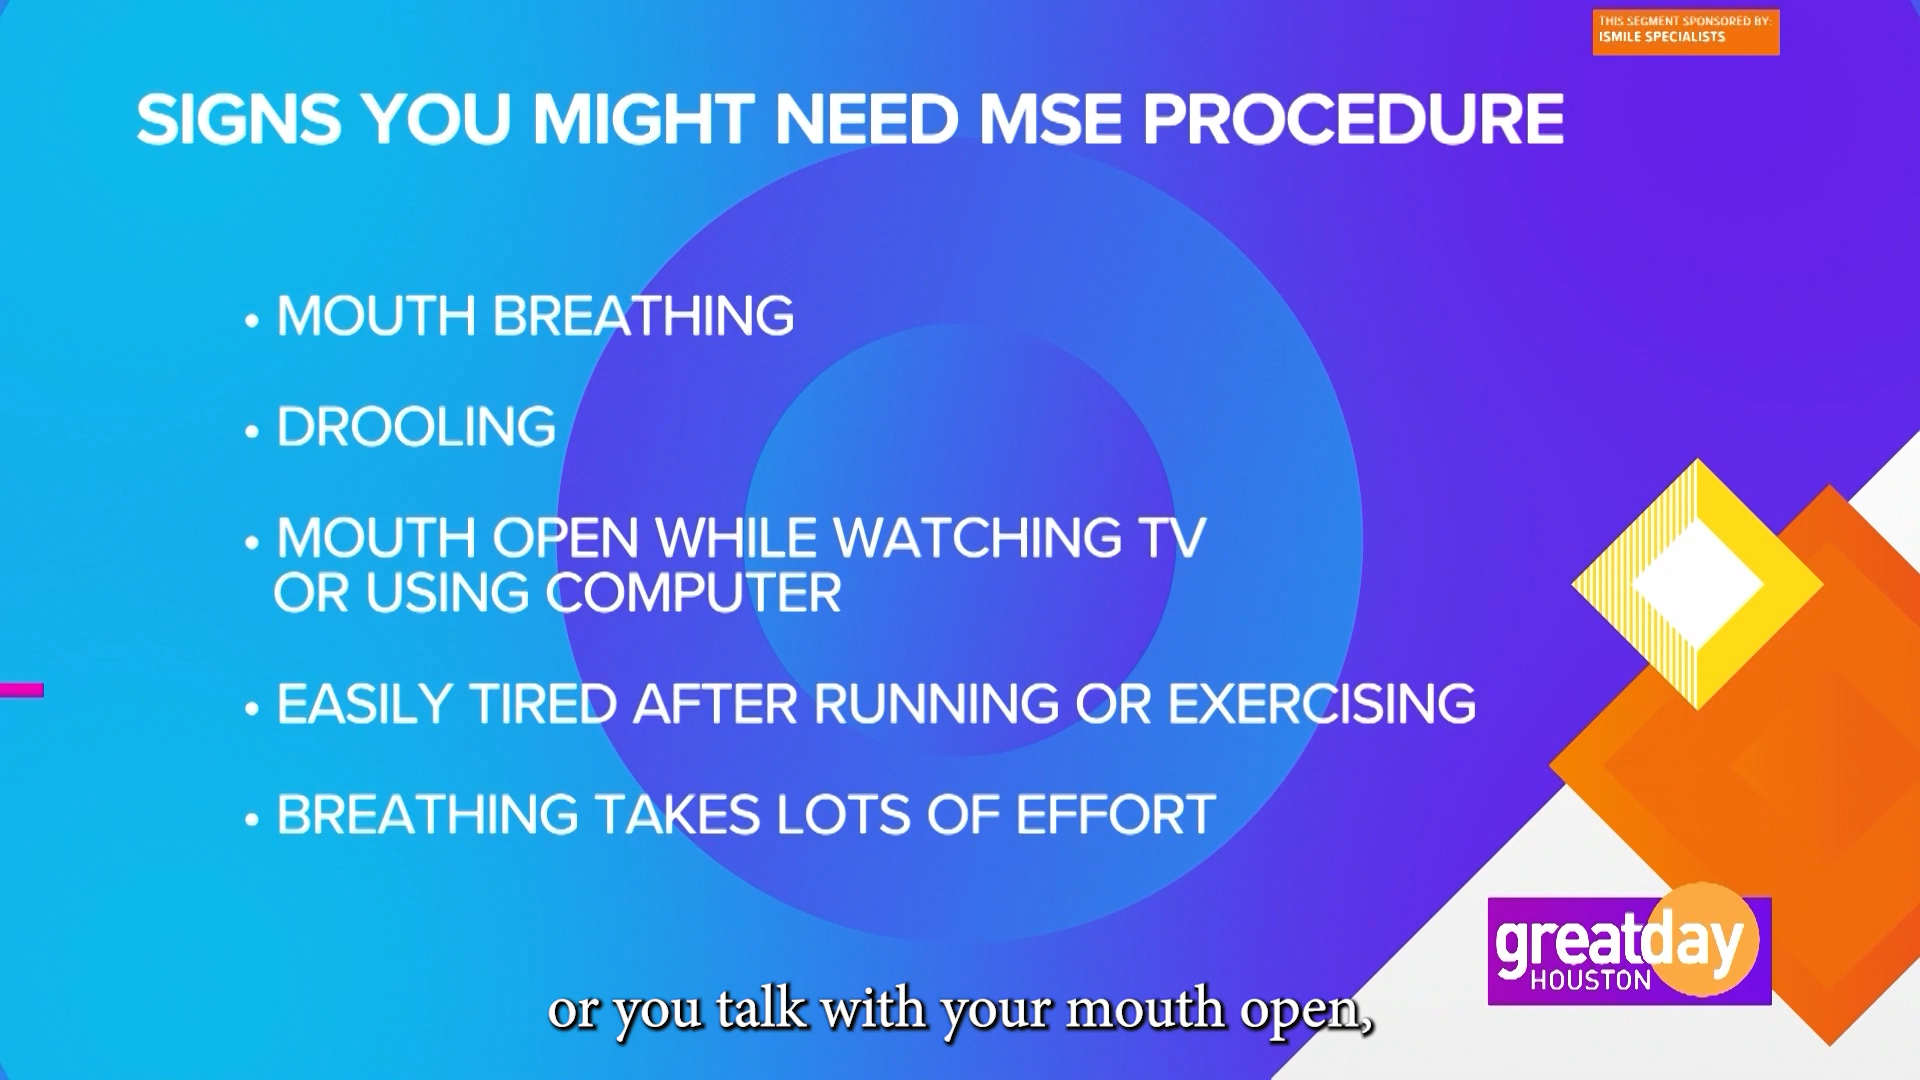 THIS SEGMENT SPONSORED BY:
ISMILE SPECIALISTS
SIGNS YOU MIGHT NEED MSE PROCEDURE
• MOUTH BREATHING
• DROOLING
• MOUTH OPEN WHILE WATCHING TV
OR USING COMPUTER
• EASILY TIRED AFTER RUNNING OR EXERCISING
• BREATHING TAKES LOTS OF EFFORT
greatday
HOUSTON
or you talk with your mouth open,